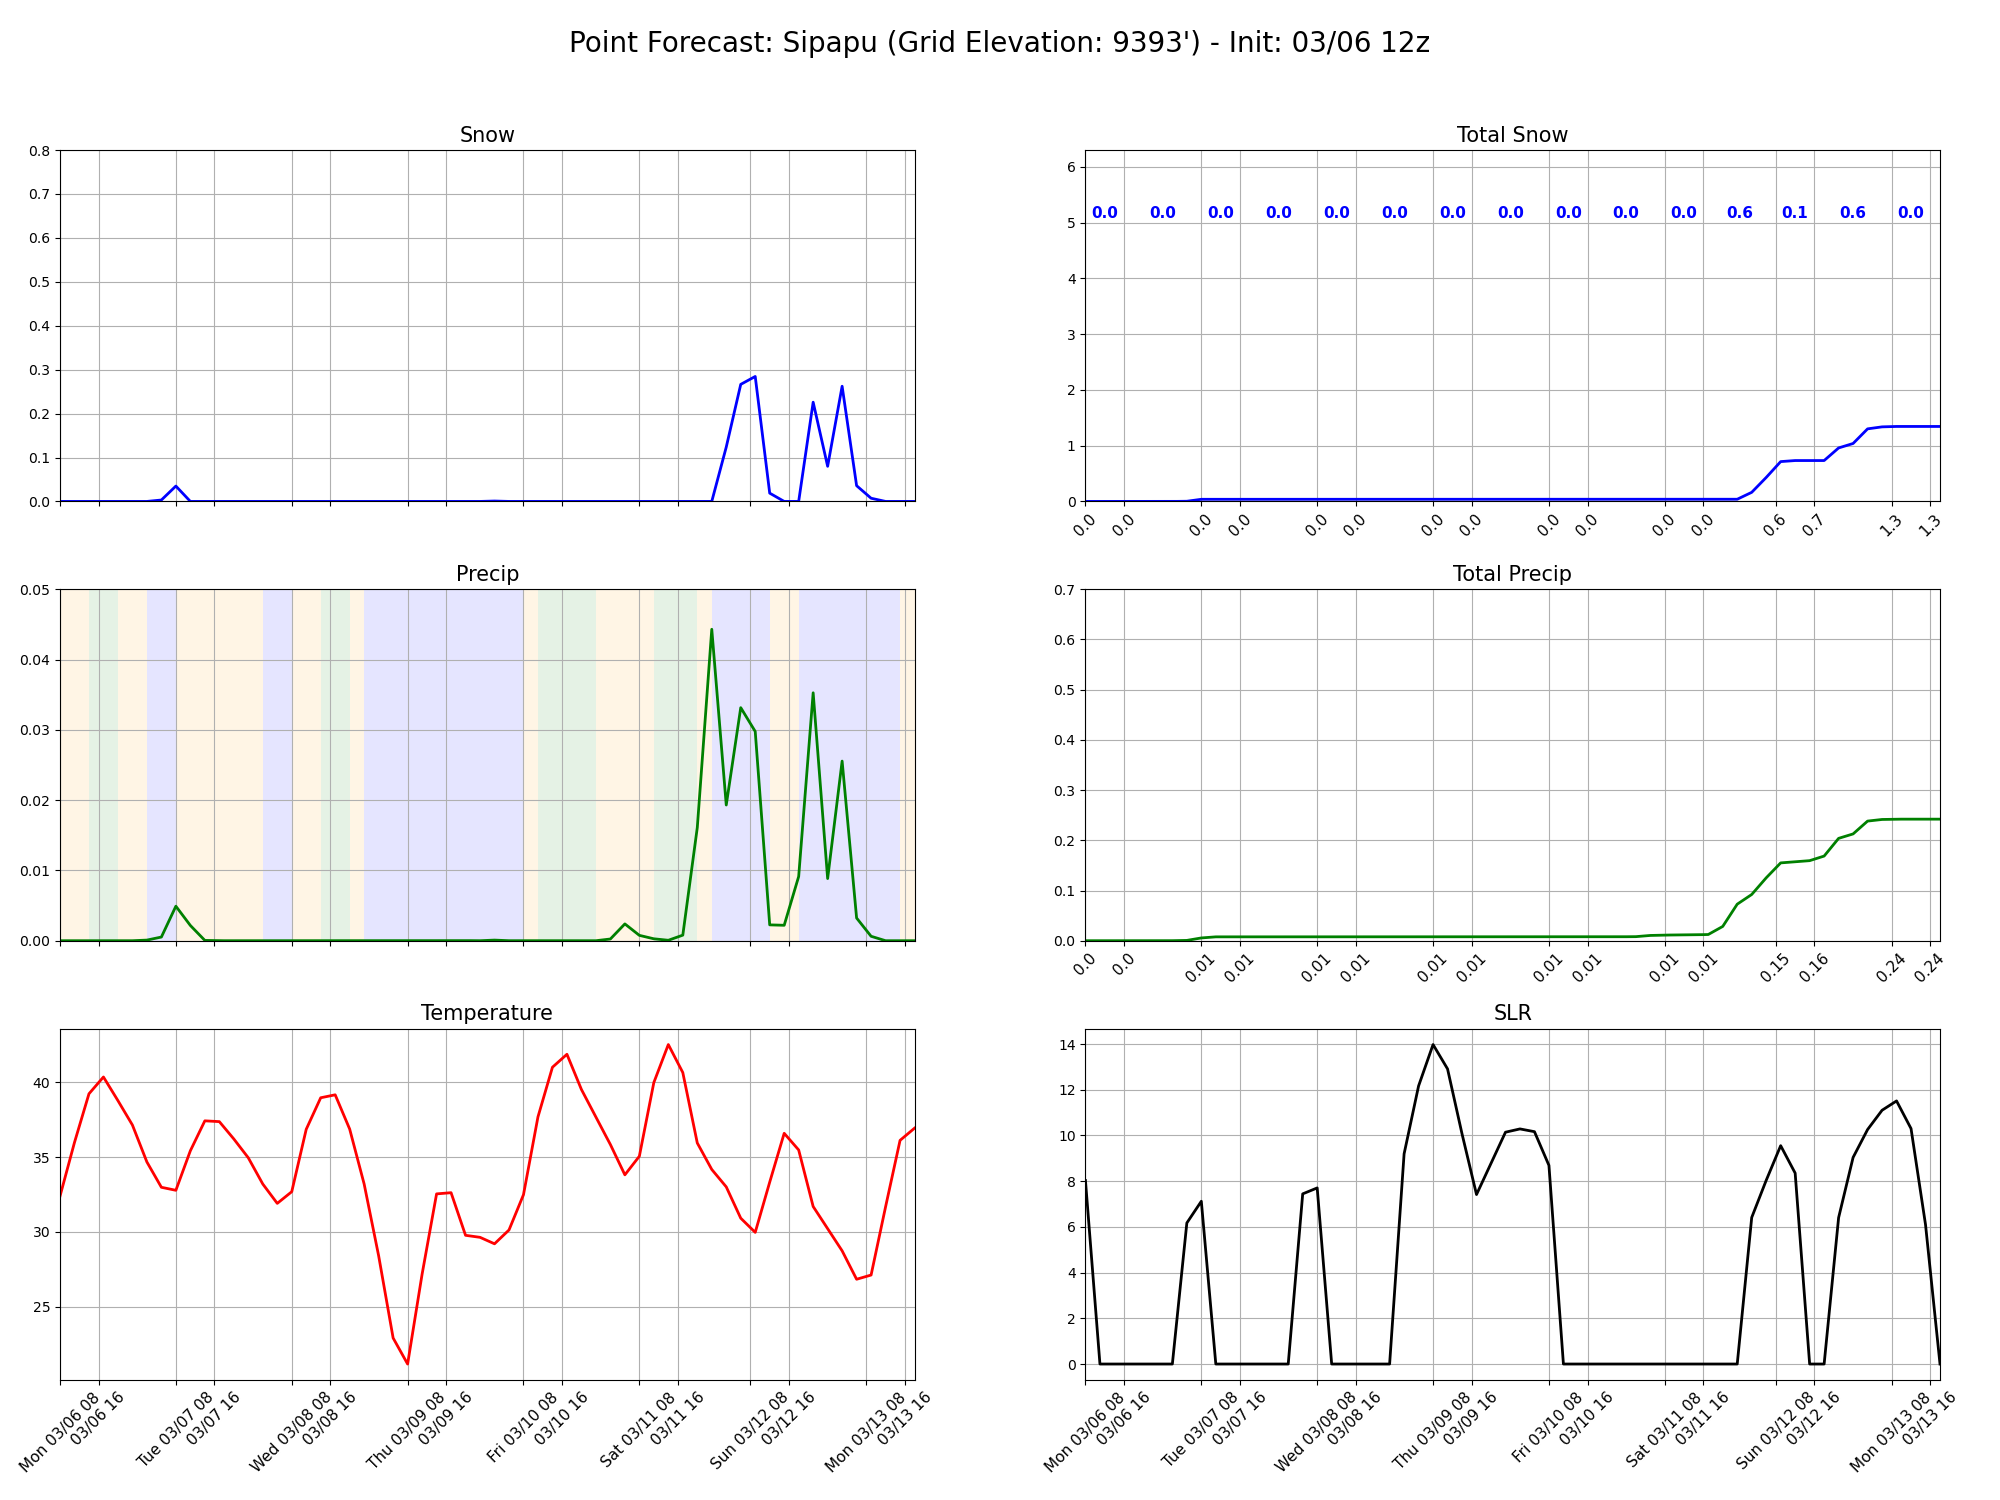 Point Forecast: Sipapu (Grid Elevation: 9393') - Init: 03/06 12z
Snow
0.8
0.7
0.6
0.5
0.4
0.3
0.2
0.1
0.0
Total Snow
6
5
4
3
2
1
0
0.0 0.0 0.0 0.0 0.0 0.0 0.0 0.0 0.0 0.0 0.0 0.6 0.1 0.6 0.0
0.0 0.0 0.0 0.0 0.0 0.0 0.0 0.0 0.0 0.0 0.0 0.0 0.6 0.7 1.3 1.3
Precip
0.05
0.04
0.03
0.02
0.01
0.00
Total Precip
0.7
0.6
0.5
0.4
0.3
0.2
0.1
0.0
0.0 0.0 0.01 0.01 0.01 0.01 0.01 0.01 0.01 0.01 0.01 0.01 0.15 0.16 0.24 0.24
Temperature
40
35
30
25
Mon 03/06 08
03/06 16
Tue 03/07 08
03/07 16
Wed 03/08 08
03/08 16
Thu 03/09 08
03/09 16
Fri 03/10 08
03/10 16
Sat 03/11 08
03/11 16
Sun 03/12 08
03/12 16
Mon 03/13 08
03/13 16
SLR
14
12
10
8
6
4
2
0
Mon 03/06 08
03/06 16
Tue 03/07 08
03/07 16
Wed 03/08 08
03/08 16
Thu 03/09 08
03/09 16
Fri 03/10 08
03/10 16
Sat 03/11 08
03/11 16
Sun 03/12 08
03/12 16
Mon 03/13 08
03/13 16